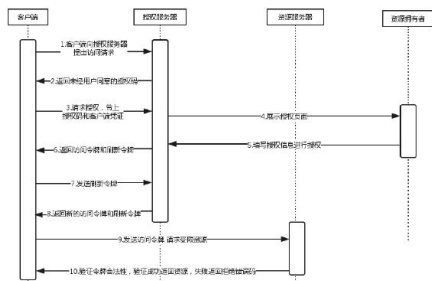 客户端
授权服务器
资源服务器
资源拥有者
1.客户端向授权服务器
提出访问请求
2.返回未经用户同意的授权码
3.请求授权，带上
授权码和客户端凭证
4.展示授权页面
5.填写授权信息进行授权
6.返回访问令牌和刷新令牌
7.发送刷新令牌
8.返回新的访问令牌和刷新令牌
9.发送访问令牌 请求受限资源
10.验证令牌合法性，验证成功返回资源，失败返回拒绝错误码